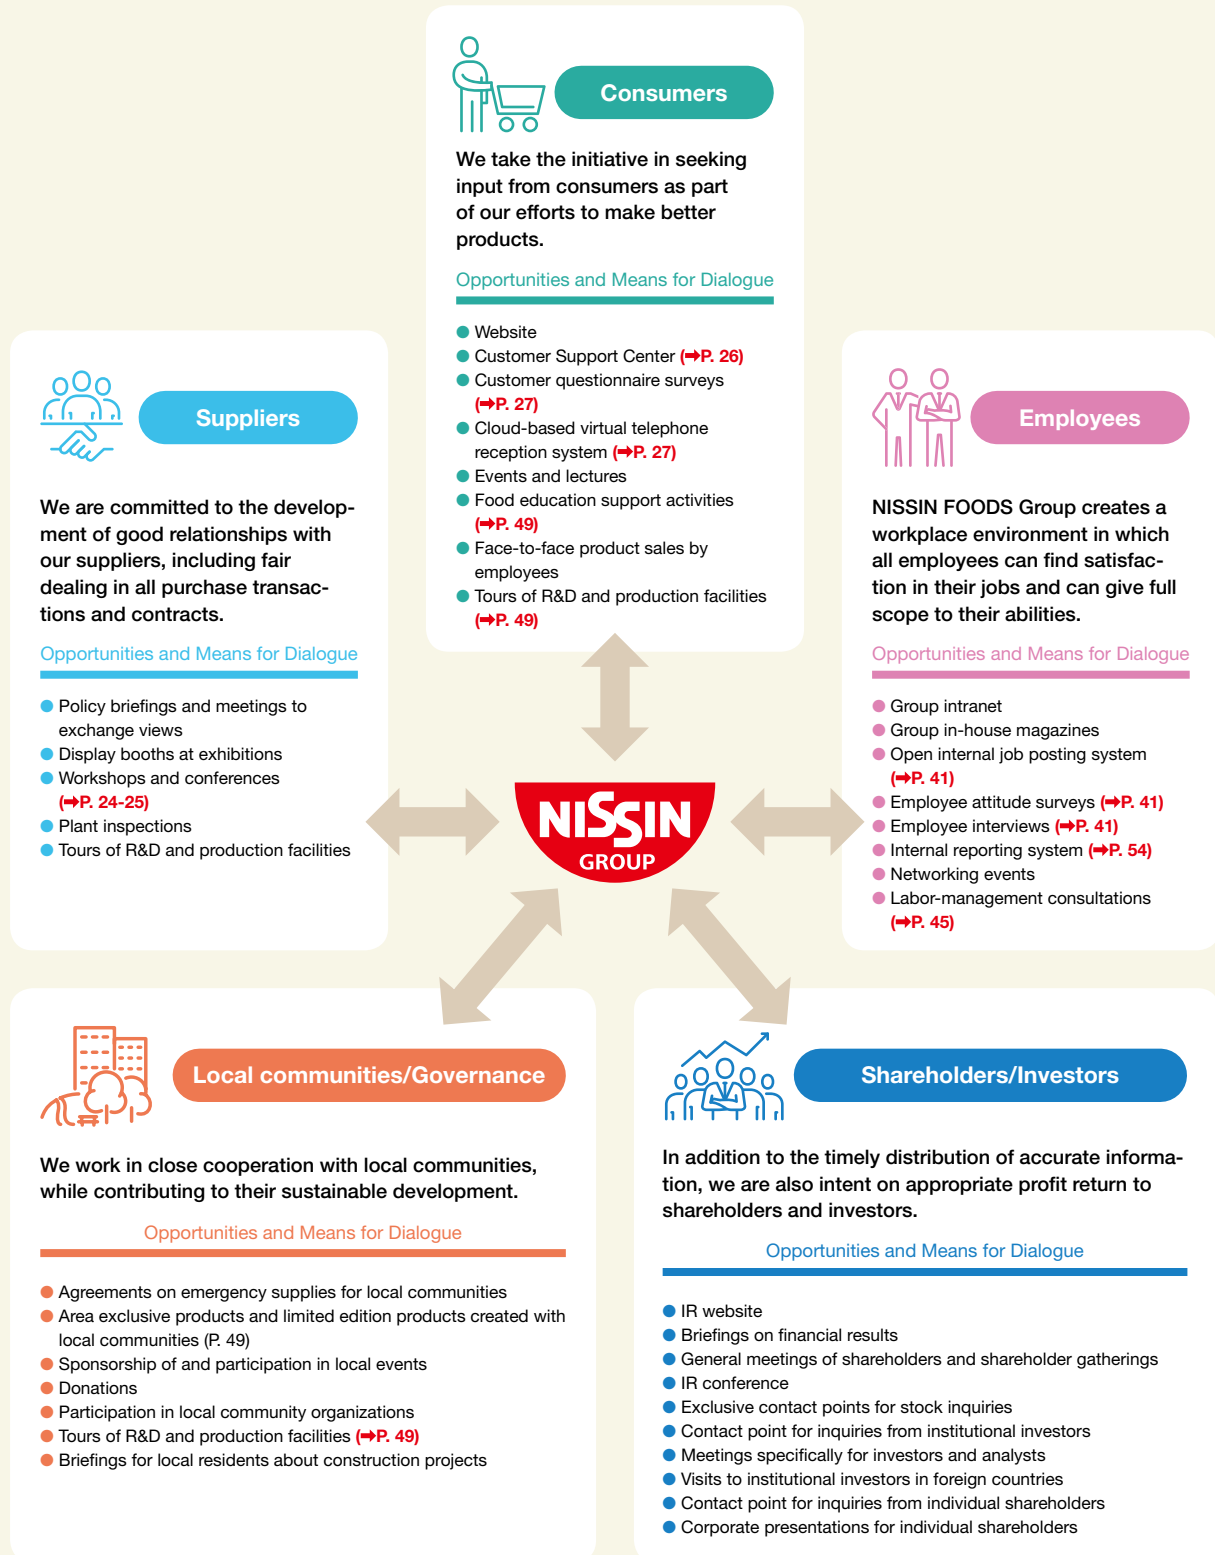 Consumers
We take the initiative in seeking
input from consumers as part
of our efforts to make better
products.
Opportunities and Means for Dialogue
● Website
● Customer Support Center (➡P. 26)
● Customer questionnaire surveys
(➡P. 27)
● Cloud-based virtual telephone
reception system (➡P. 27)
● Events and lectures
● Food education support activities
(➡P. 49)
● Face-to-face product sales by
employees
● Tours of R&D and production facilities
(➡P. 49)
Suppliers
We are committed to the develop-
ment of good relationships with
our suppliers, including fair
dealing in all purchase transac-
tions and contracts.
Opportunities and Means for Dialogue
● Policy briefings and meetings to
exchange views
● Display booths at exhibitions
● Workshops and conferences
(➡P. 24-25)
● Plant inspections
● Tours of R&D and production facilities
Employees
NISSIN FOODS Group creates a
workplace environment in which
all employees can find satisfac-
tion in their jobs and can give full
scope to their abilities.
Opportunities and Means for Dialogue
● Group intranet
● Group in-house magazines
● Open internal job posting system
(➡P. 41)
● Employee attitude surveys (➡P. 41)
● Employee interviews (➡P. 41)
● Internal reporting system (➡P. 54)
● Networking events
● Labor-management consultations
(➡P. 45)
NISSIN
GROUP
Local communities/Governance
We work in close cooperation with local communities,
while contributing to their sustainable development.
Opportunities and Means for Dialogue
● Agreements on emergency supplies for local communities
● Area exclusive products and limited edition products created with
local communities (P. 49)
● Sponsorship of and participation in local events
● Donations
● Participation in local community organizations
● Tours of R&D and production facilities (➡P. 49)
● Briefings for local residents about construction projects
Shareholders/Investors
In addition to the timely distribution of accurate informa-
tion, we are also intent on appropriate profit return to
shareholders and investors.
Opportunities and Means for Dialogue
● IR website
● Briefings on financial results
● General meetings of shareholders and shareholder gatherings
● IR conference
● Exclusive contact points for stock inquiries
● Contact point for inquiries from institutional investors
● Meetings specifically for investors and analysts
● Visits to institutional investors in foreign countries
● Contact point for inquiries from individual shareholders
● Corporate presentations for individual shareholders